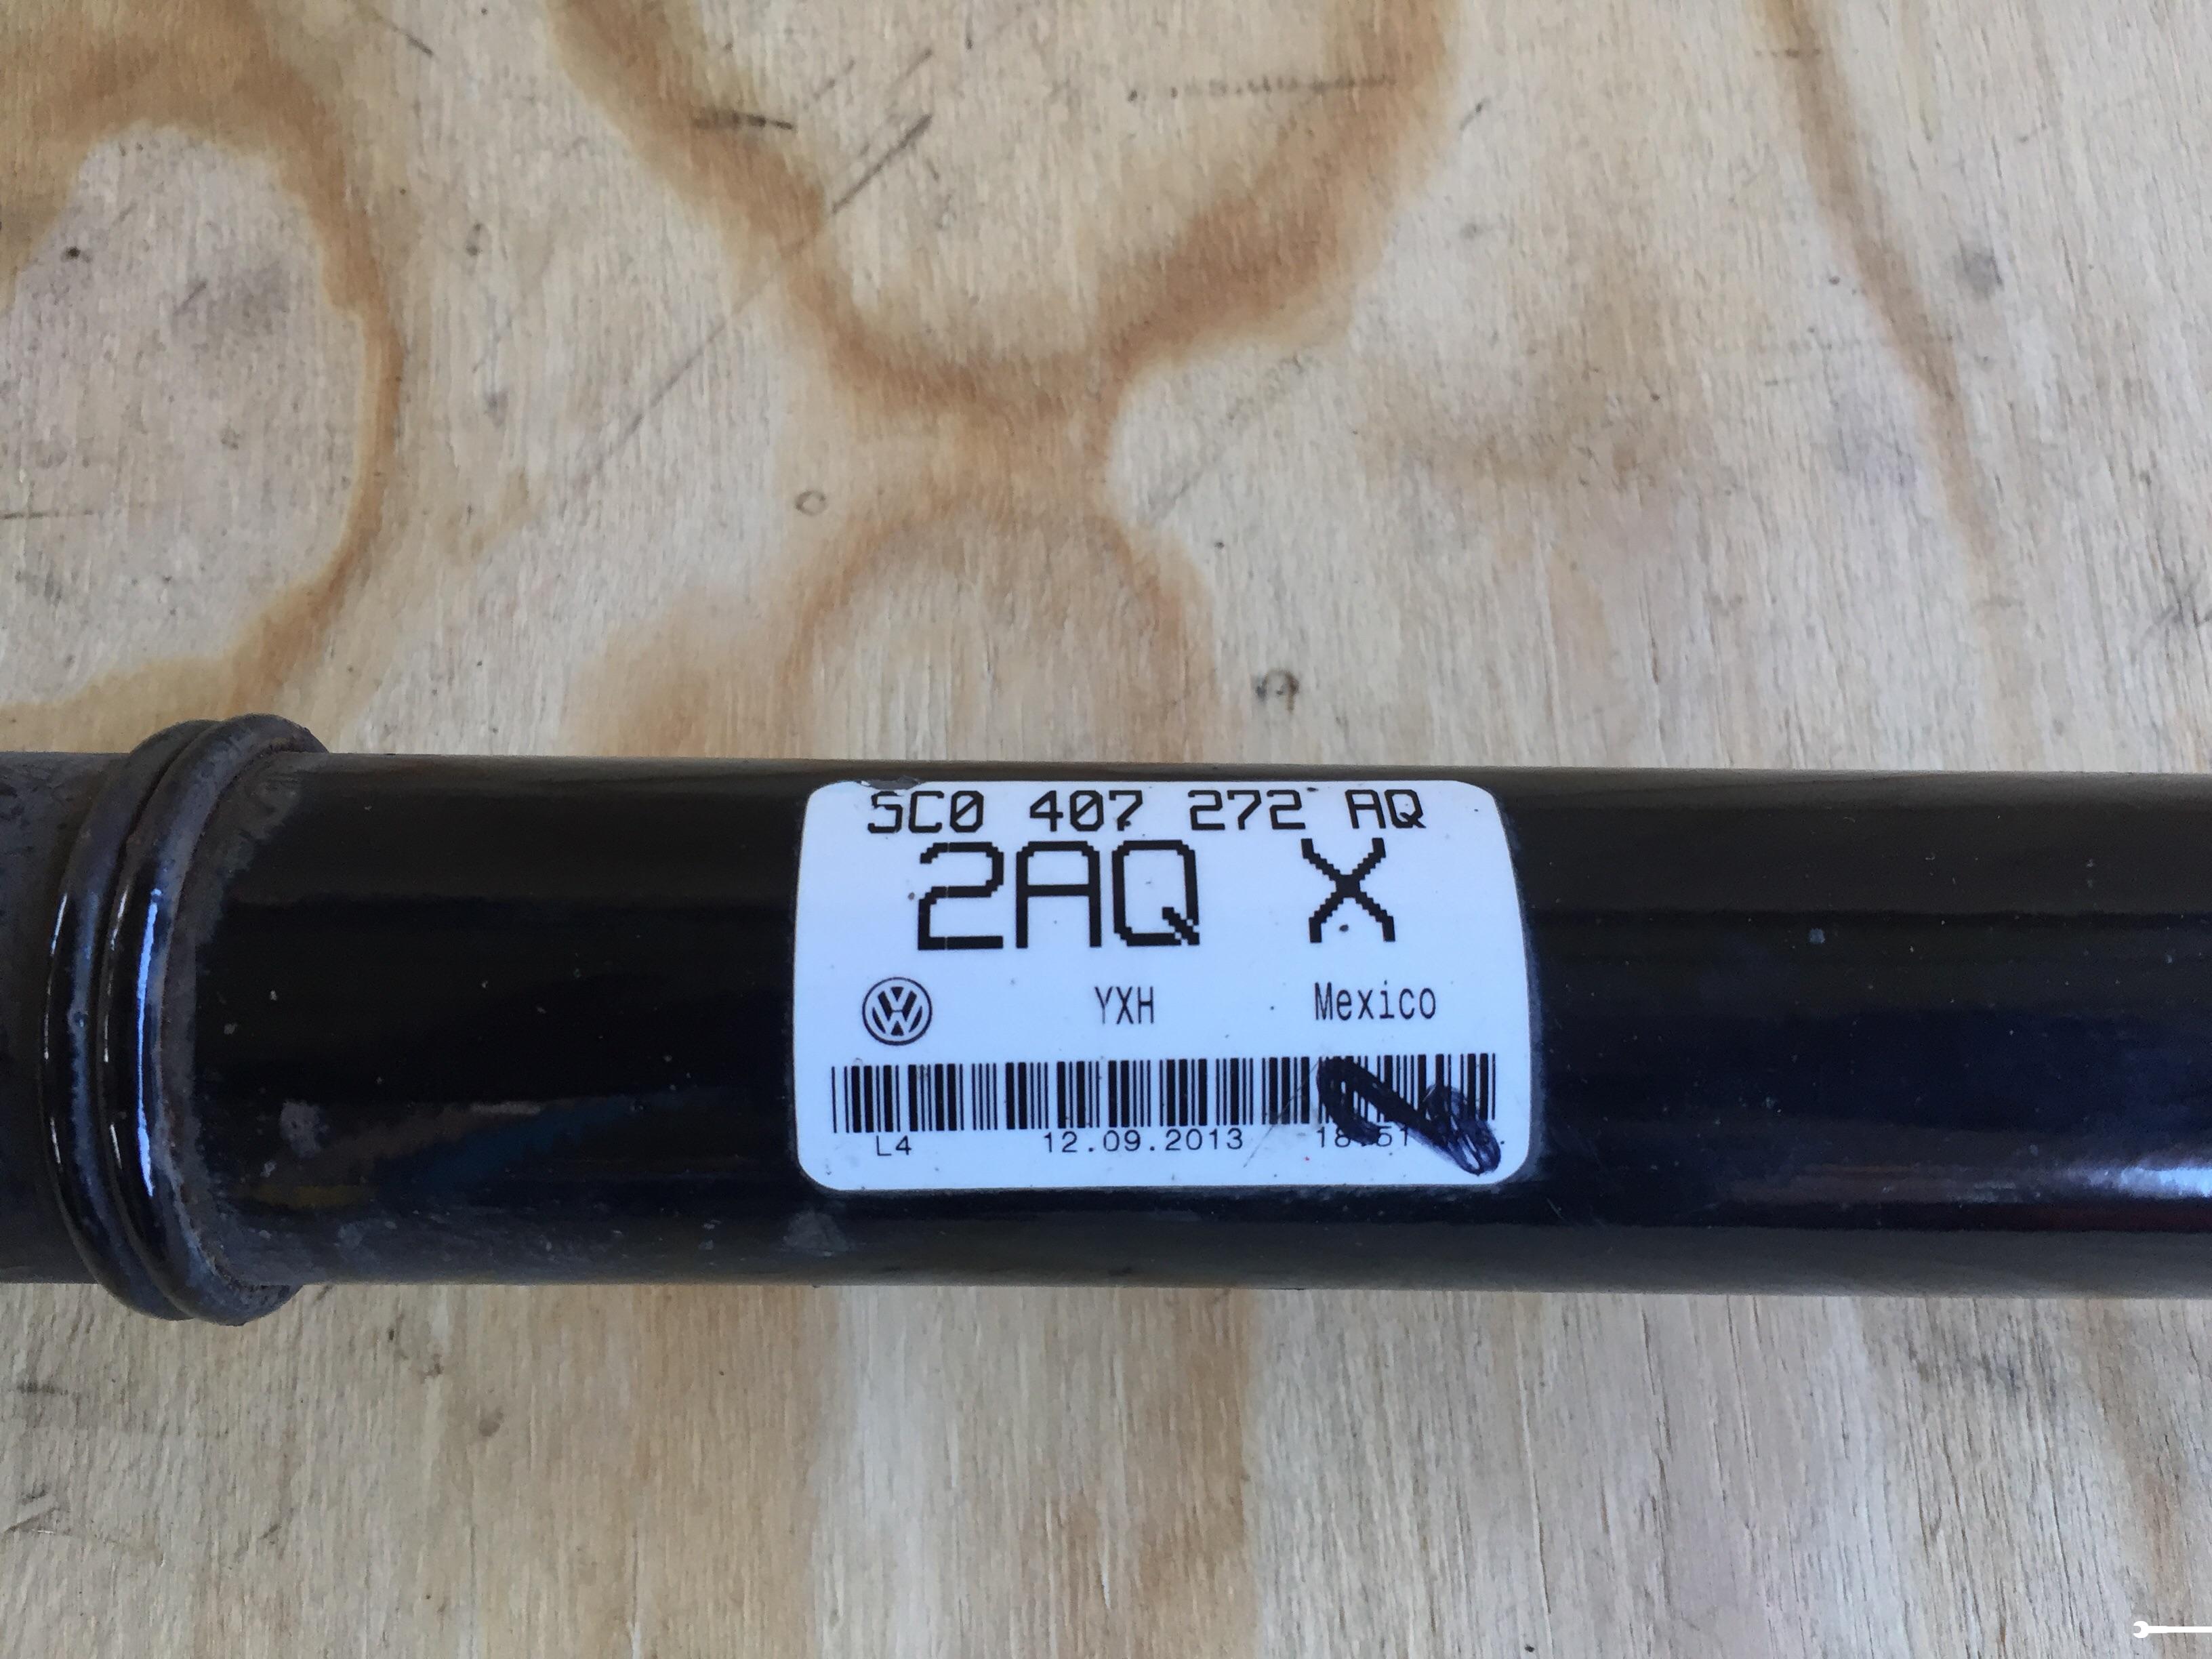 5C0 407 272 AQ
2AQ X
YXH Mexico
L4 12.09.2013